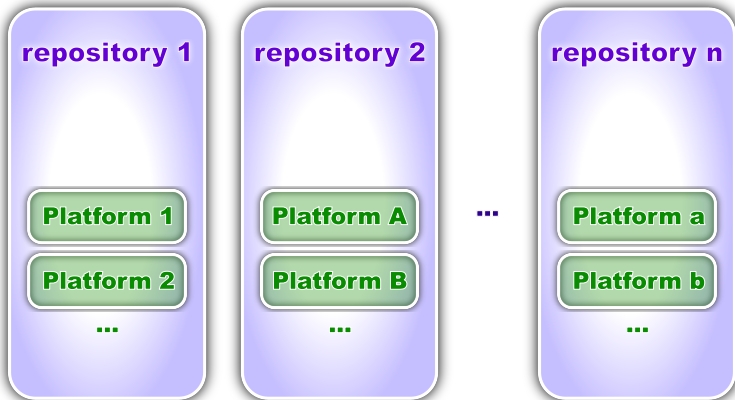 repository 1
Platform 1
Platform 2
...
repository 2
Platform A
Platform B
...
...
repository n
Platform a
Platform b
...